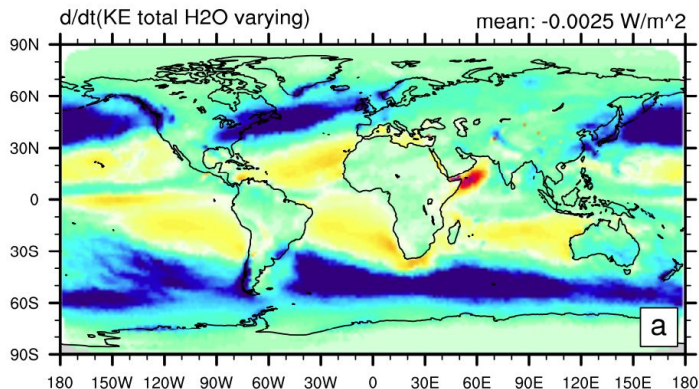 d/dt(KE total H2O varying) mean: -0.0025 W/m^2
90N
60N
30N
0
30S
60S
90S
a
180 150W 120W 90W 60W 30W 0 30E 60E 90E 120E 150E 180